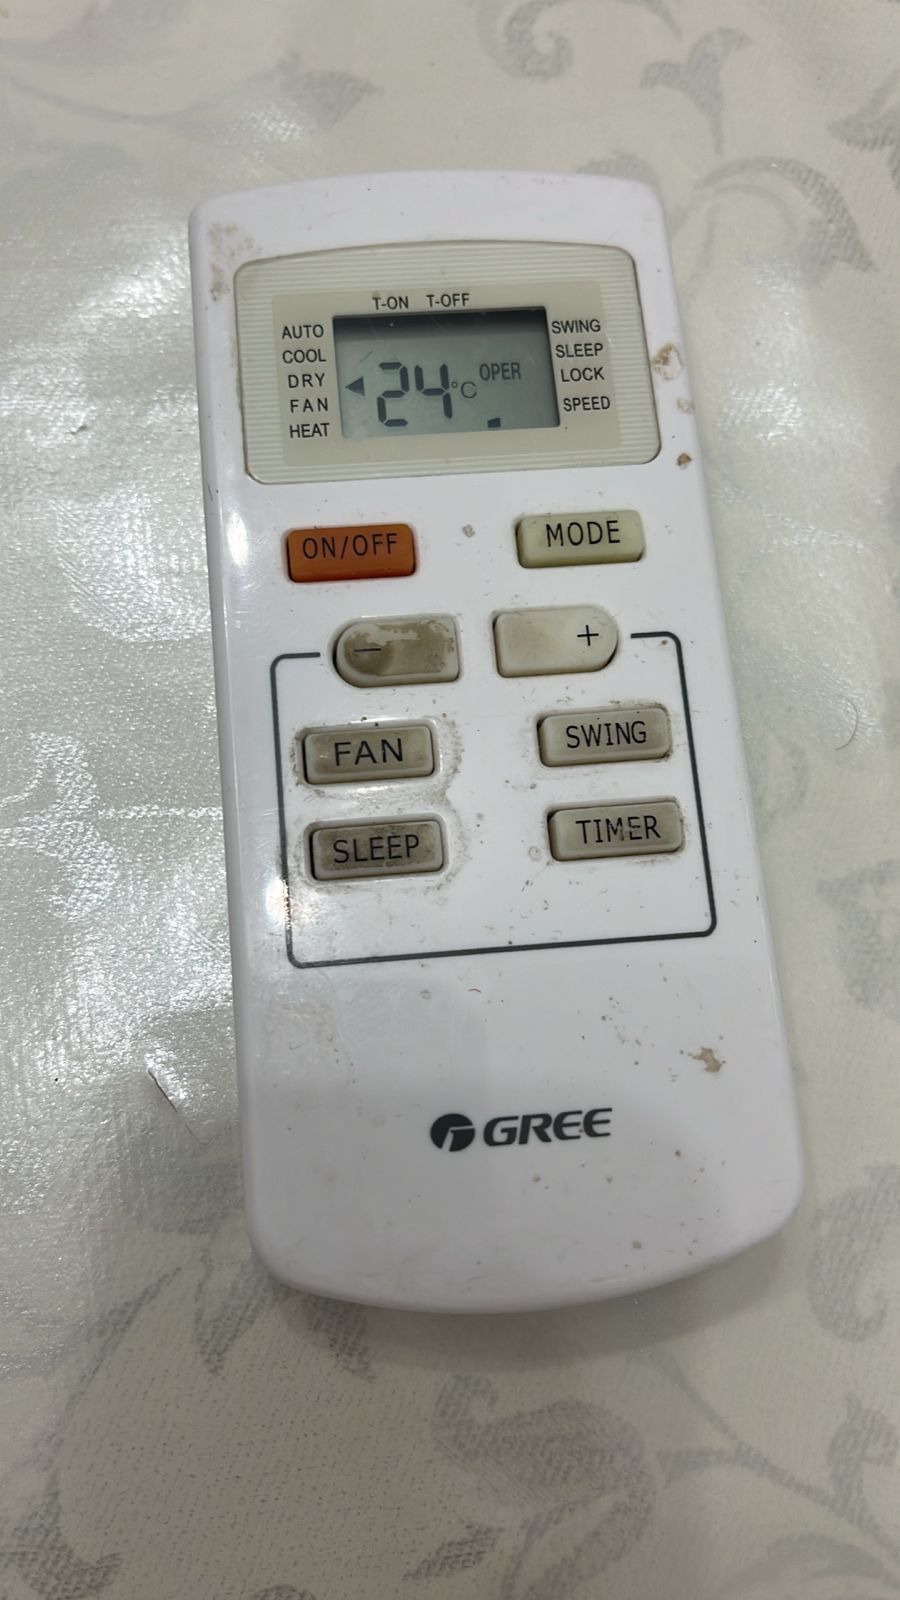 T-ON T-OFF
AUTO
COOL
DRY
FAN
HEAT
24°C OPER
SWING
SLEEP
LOCK
SPEED
ON/OFF MODE
− +
FAN SWING
SLEEP TIMER
GREE